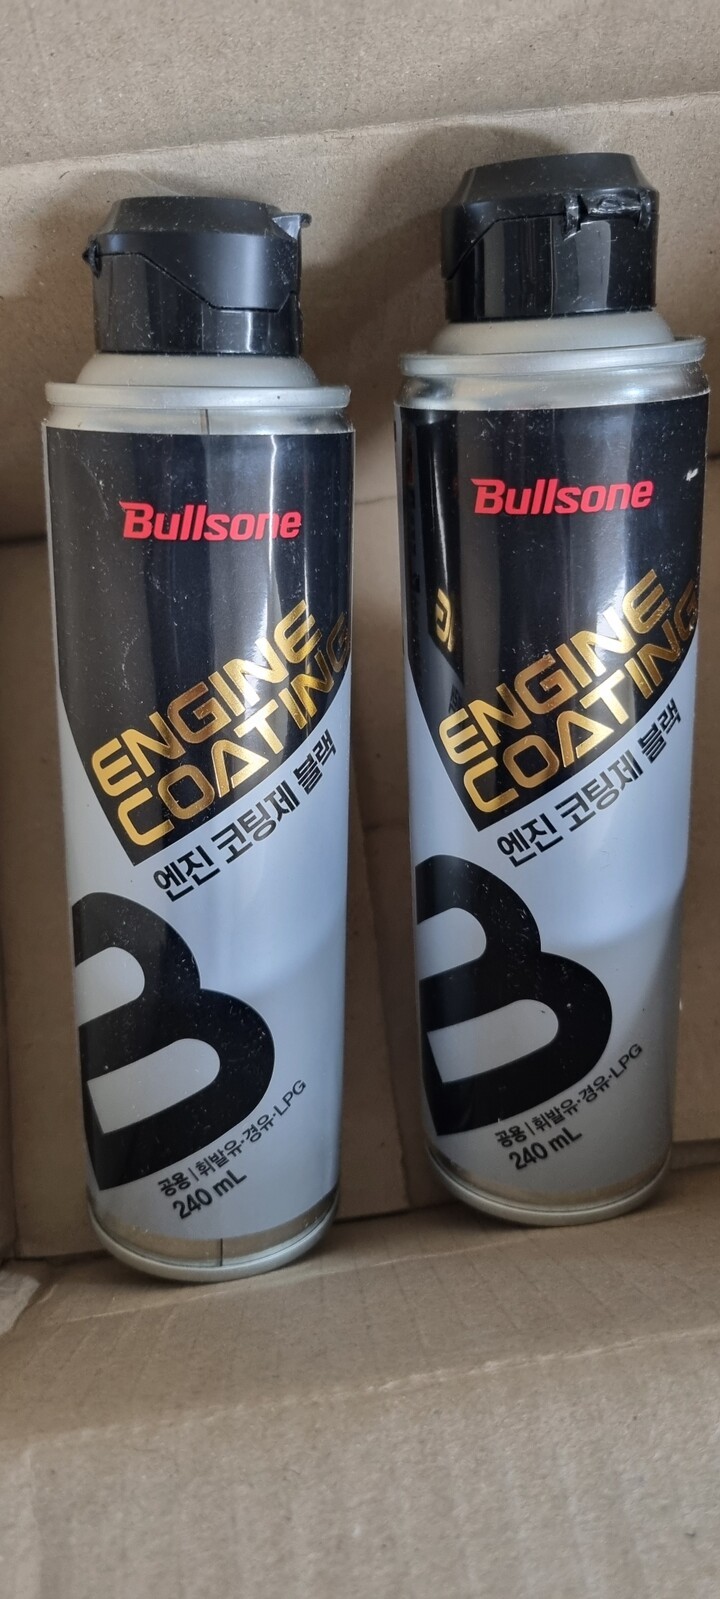 Bullsone
ENGINE
COATING
엔진 코팅제 블랙
B
공용 | 휘발유·경유·LPG
240 mL
Bullsone
ENGINE
COATING
엔진 코팅제 블랙
B
공용 | 휘발유·경유·LPG
240 mL